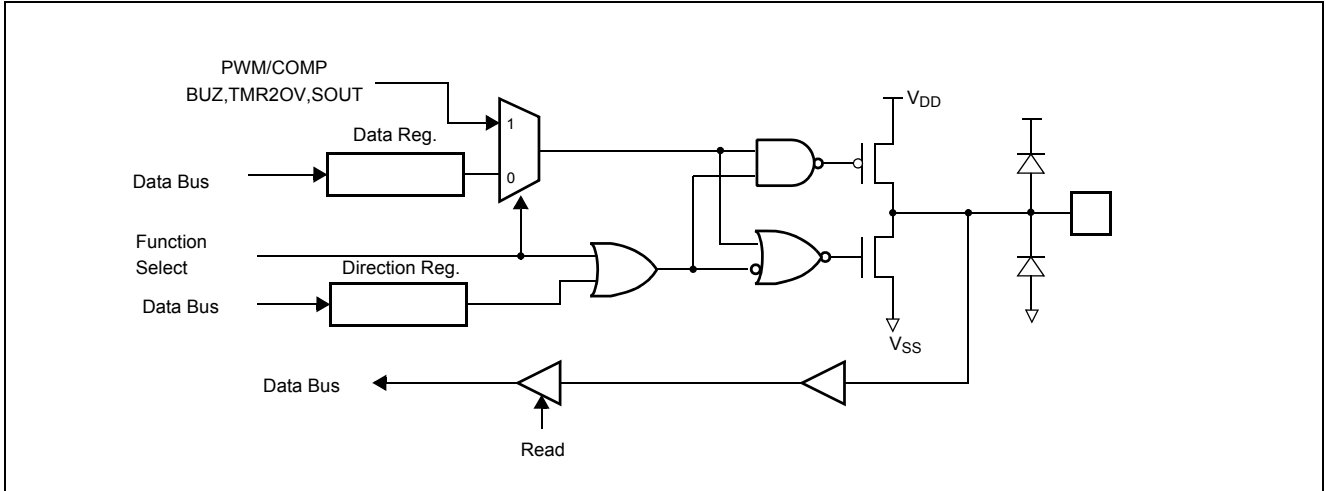 PWM/COMP
BUZ,TMR2OV,SOUT
Data Reg.
Data Bus
1
0
Function
Select
Direction Reg.
Data Bus
VDD
VSS
Data Bus
Read